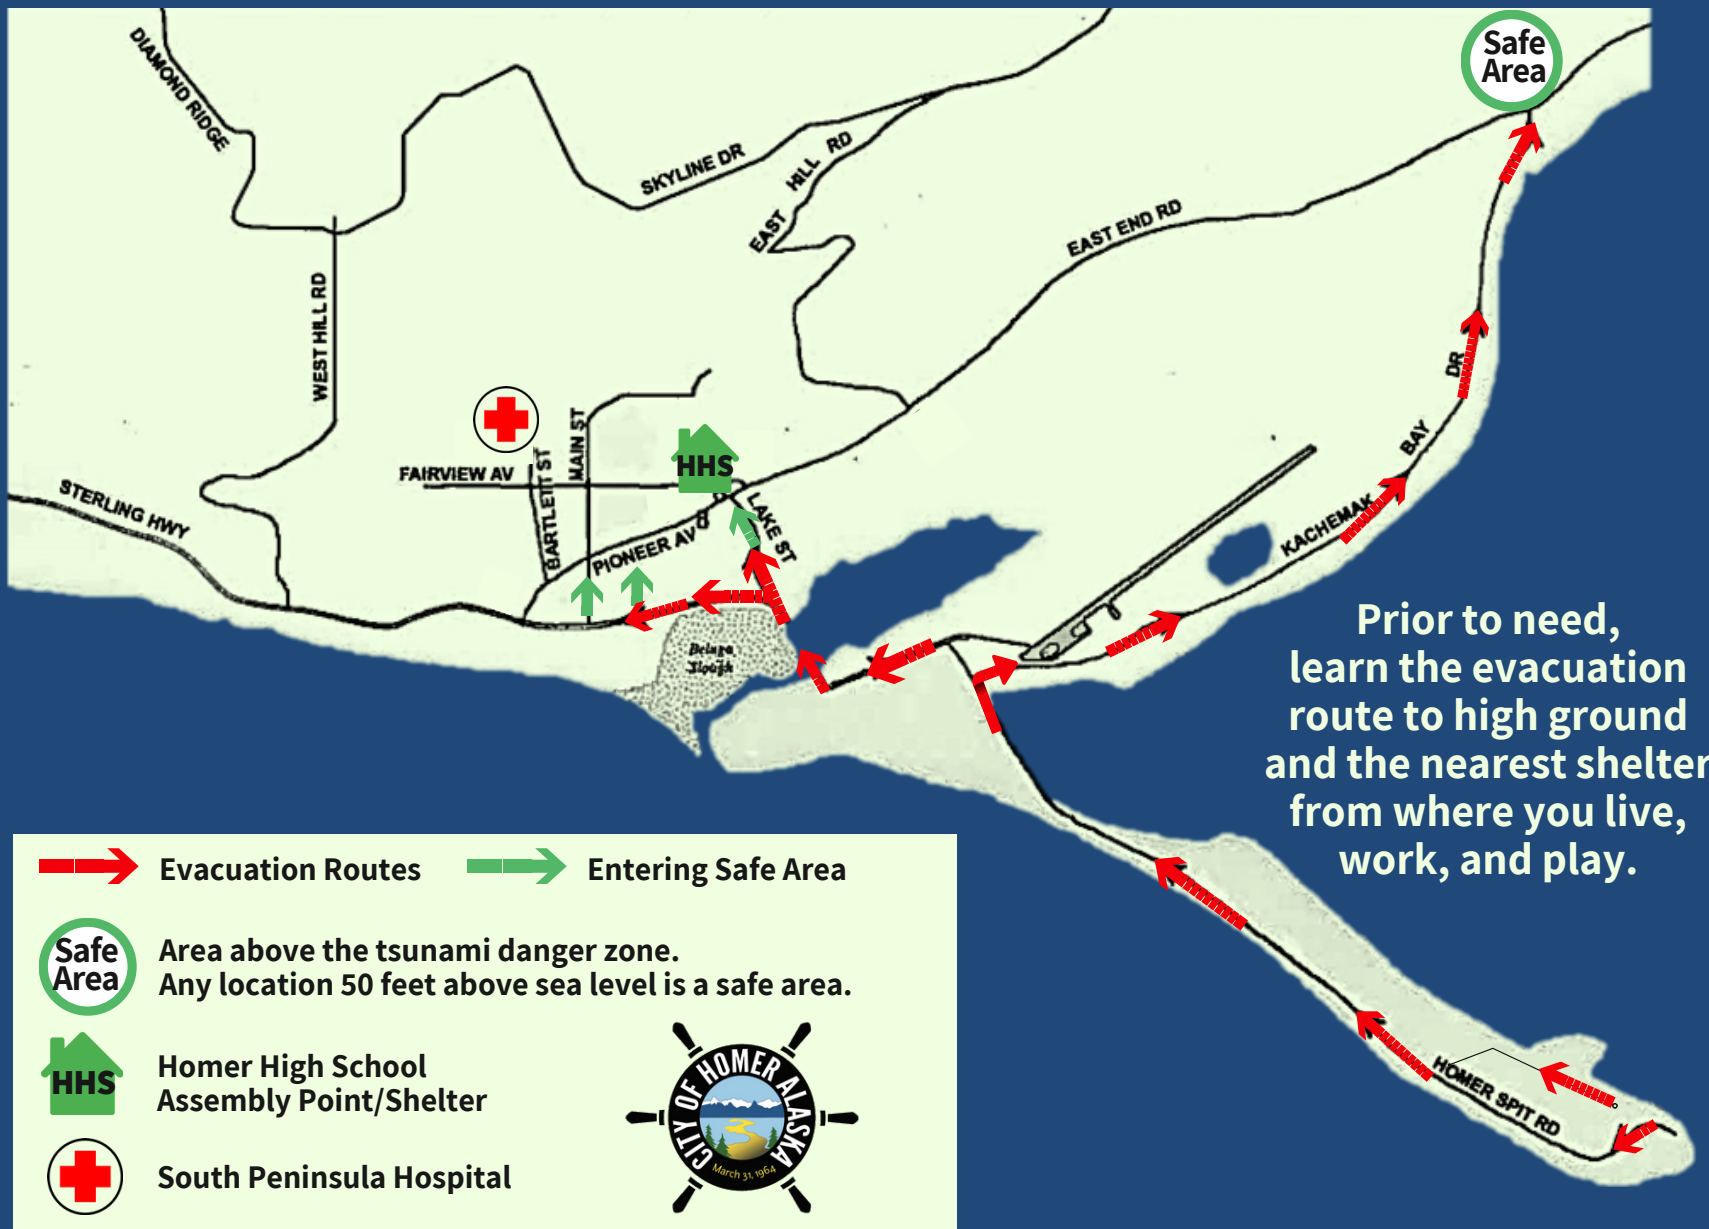 Safe
Area
DIAMOND RIDGE
SKYLINE DR
EAST HILL RD
EAST END RD
WEST HILL RD
DR
BAY
KACHEMAK
MAIN ST
HHS
FAIRVIEW AV
BARTLETT ST
STERLING HWY
LAKE ST
PIONEER AV
Beluga
Slough
Prior to need,
learn the evacuation
route to high ground
and the nearest shelter
from where you live,
work, and play.
HOMER SPIT RD
Evacuation Routes
Entering Safe Area
Safe
Area
Area above the tsunami danger zone.
Any location 50 feet above sea level is a safe area.
HHS
Homer High School
Assembly Point/Shelter
South Peninsula Hospital
CITY OF HOMER ALASKA
March 31, 1964